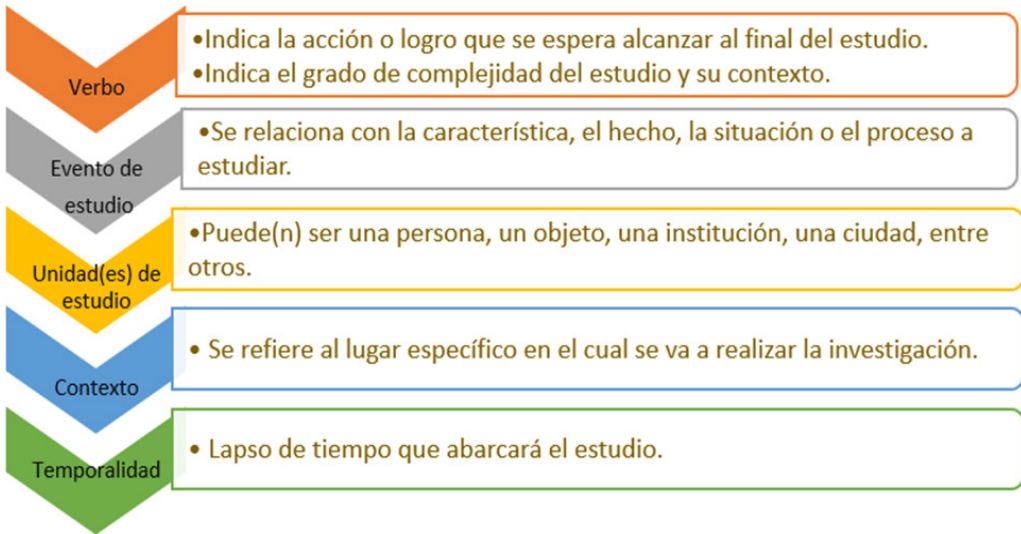 •Indica la acción o logro que se espera alcanzar al final del estudio.
•Indica el grado de complejidad del estudio y su contexto.
Verbo
•Se relaciona con la característica, el hecho, la situación o el proceso a
estudiar.
Evento de
estudio
•Puede(n) ser una persona, un objeto, una institución, una ciudad, entre
otros.
Unidad(es) de
estudio
• Se refiere al lugar específico en el cual se va a realizar la investigación.
Contexto
• Lapso de tiempo que abarcará el estudio.
Temporalidad